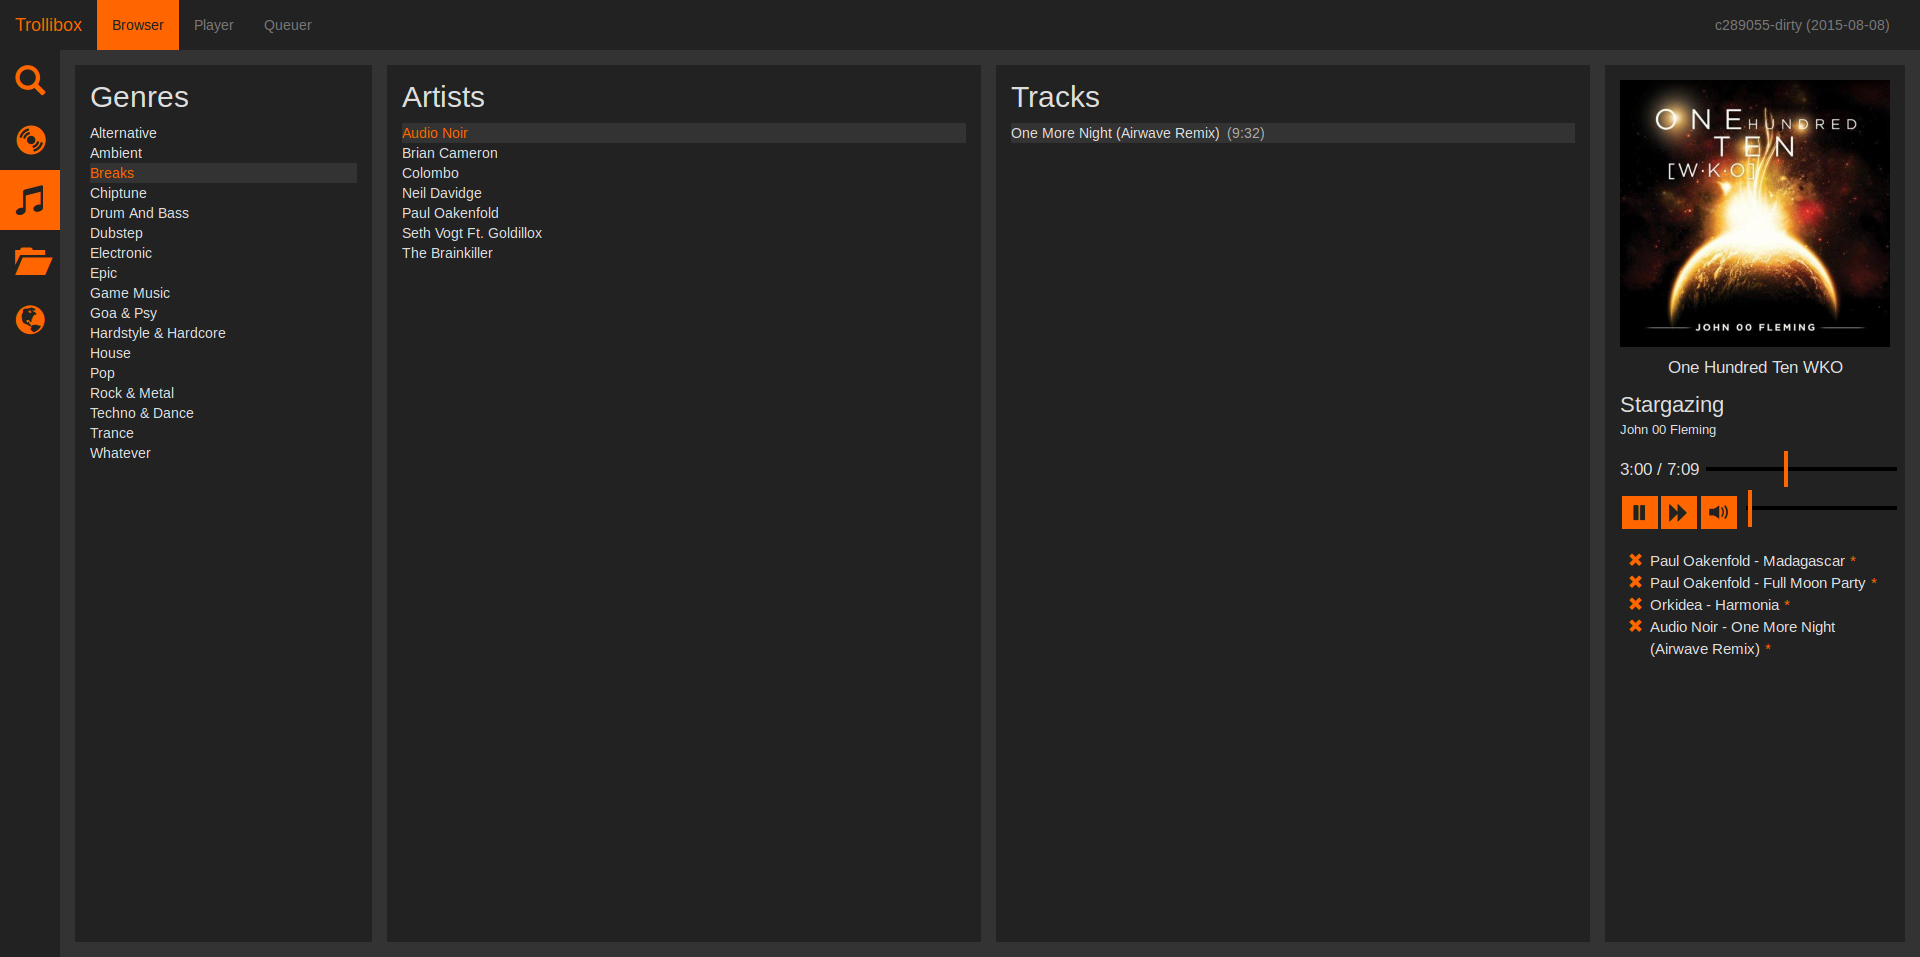 Trollibox Browser Player Queuer c289055-dirty (2015-08-08)
Genres
Alternative
Ambient
Breaks
Chiptune
Drum And Bass
Dubstep
Electronic
Epic
Game Music
Goa & Psy
Hardstyle & Hardcore
House
Pop
Rock & Metal
Techno & Dance
Trance
Whatever
Artists
Audio Noir
Brian Cameron
Colombo
Neil Davidge
Paul Oakenfold
Seth Vogt Ft. Goldillox
The Brainkiller
Tracks
One More Night (Airwave Remix) (9:32)
ONE HUNDRED
TEN
[W·K·O]
JOHN 00 FLEMING
One Hundred Ten WKO
Stargazing
John 00 Fleming
3:00 / 7:09
Paul Oakenfold - Madagascar *
Paul Oakenfold - Full Moon Party *
Orkidea - Harmonia *
Audio Noir - One More Night
(Airwave Remix) *